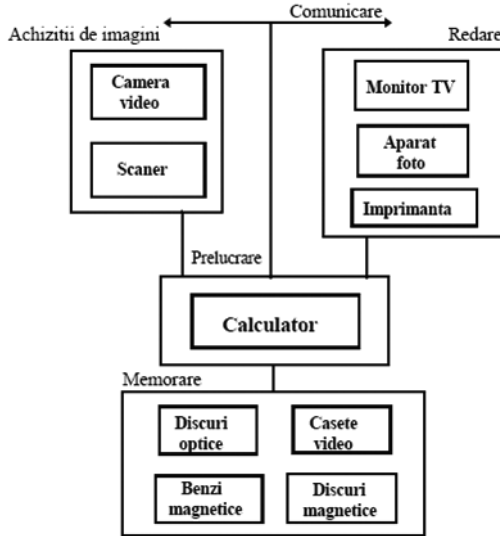 Comunicare
Achizitii de imagini
Redare
Camera
video
Scaner
Monitor TV
Aparat
foto
Imprimanta
Prelucrare
Calculator
Memorare
Discuri
optice
Casete
video
Benzi
magnetice
Discuri
magnetice